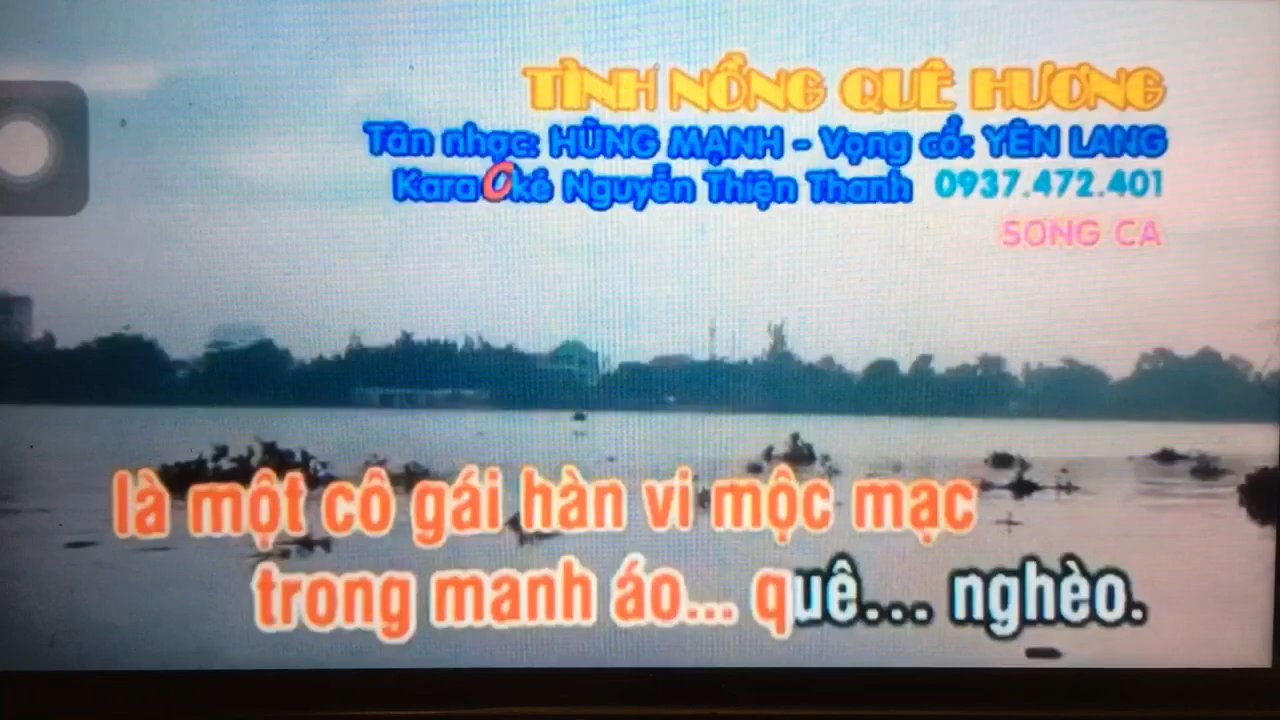 TÌNH NỒNG QUÊ HƯƠNG
Tân nhạc: HÙNG MẠNH - Vọng cổ: YÊN LANG
KaraOkê Nguyễn Thiện Thanh 0937.472.401
SONG CA
là một cô gái hàn vi mộc mạc
trong manh áo... quê... nghèo.